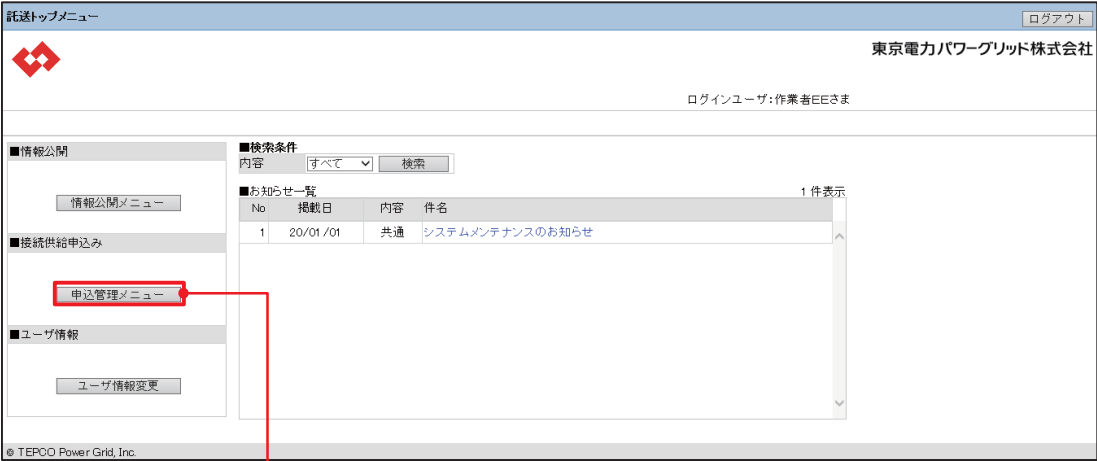 託送トップメニュー
ログアウト
東京電力パワーグリッド株式会社
ログインユーザ:作業者EEさま
■情報公開
情報公開メニュー
■接続供給申込み
申込管理メニュー
■ユーザ情報
ユーザ情報変更
■検索条件
内容 すべて 検索
■お知らせ一覧 1 件表示
No 掲載日 内容 件名
1 20/01/01 共通 システムメンテナンスのお知らせ
© TEPCO Power Grid, Inc.